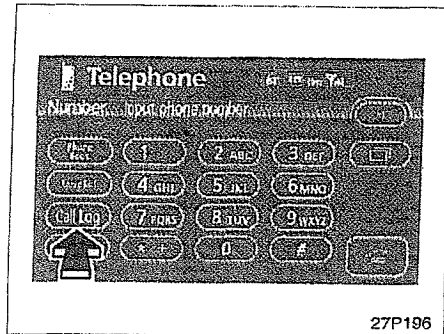 Telephone
Number Input phone number
1 2 ABC 3 DEF
4 GHI 5 JKL 6 MNO
Call Log 7 PQRS 8 TUV 9 WXYZ
* + 0 #
27P196